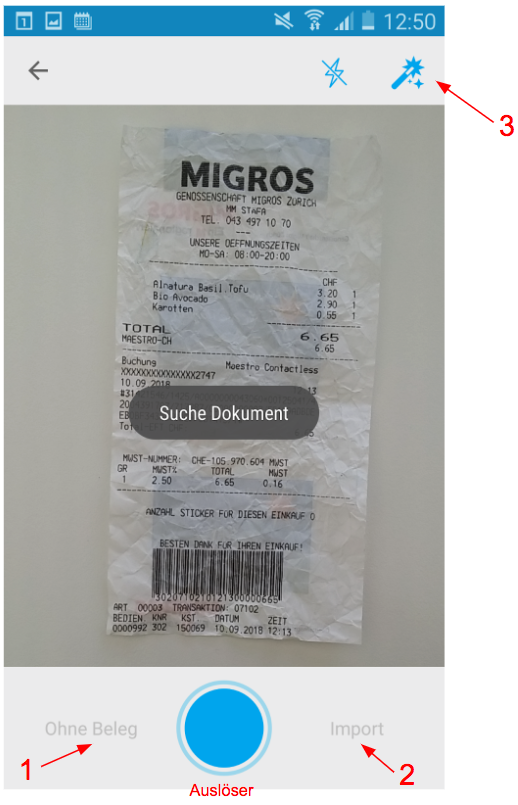 1 12:50
3
MIGROS
GENOSSENSCHAFT MIGROS ZÜRICH
MM STÄFA
TEL. 043 497 10 70
---
UNSERE OEFFNUNGSZEITEN
MO-SA: 08:00-20:00
CHF
Alnatura Basil.Tofu 3.20 1
Bio Avocado 2.90 1
Karotten 0.55 1
TOTAL 6.65
MAESTRO-CH 6.65
Buchung Maestro Contactless
XXXXXXXXXXXXXXX2747
10.09.2018
Suche Dokument
MWST-NUMMER: CHE-105.970.604 MWST
GR MWST% TOTAL MWST
1 2.50 6.65 0.16
ANZAHL STICKER FÜR DIESEN EINKAUF 0
BESTEN DANK FÜR IHREN EINKAUF!
3020710210121300000665
ART 00003 TRANSAKTION: 07102
BEDIEN KNR KST. DATUM ZEIT
0000992 302 150069 10.09.2018 12:13
Ohne Beleg Import
1 2
Auslöser